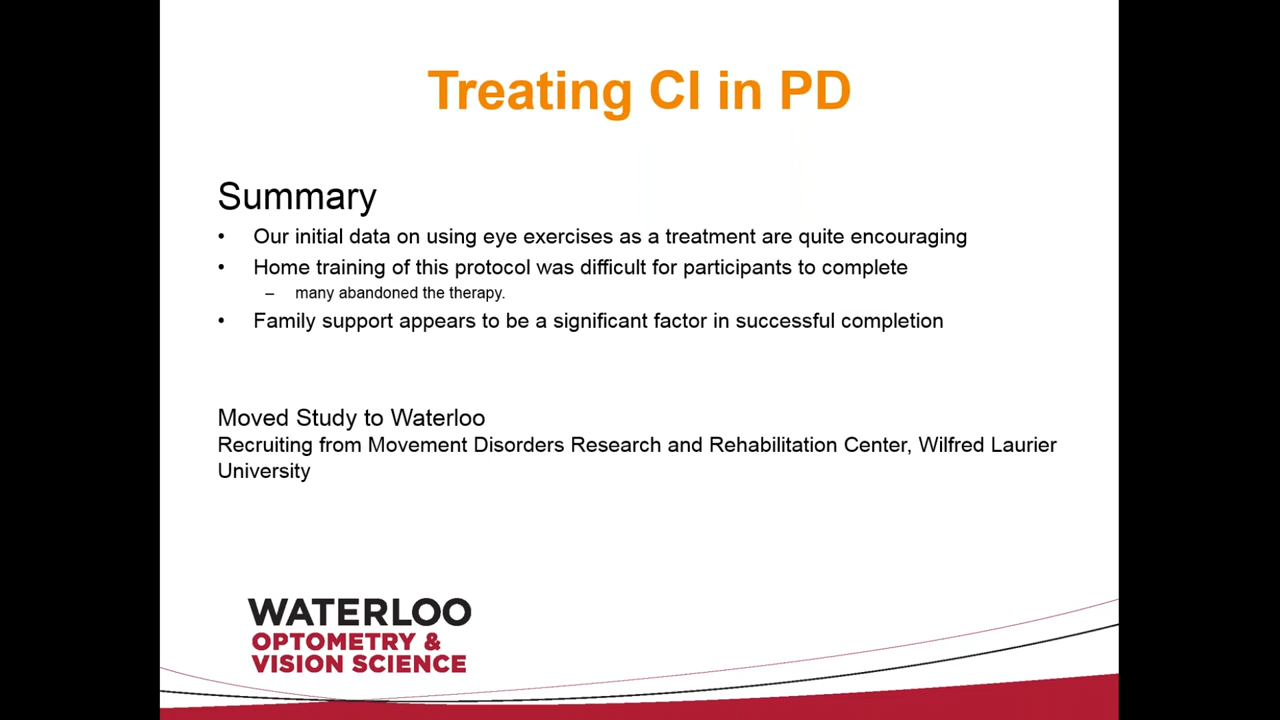 Treating CI in PD
Summary
• Our initial data on using eye exercises as a treatment are quite encouraging
• Home training of this protocol was difficult for participants to complete
– many abandoned the therapy.
• Family support appears to be a significant factor in successful completion
Moved Study to Waterloo
Recruiting from Movement Disorders Research and Rehabilitation Center, Wilfred Laurier
University
WATERLOO
OPTOMETRY &
VISION SCIENCE